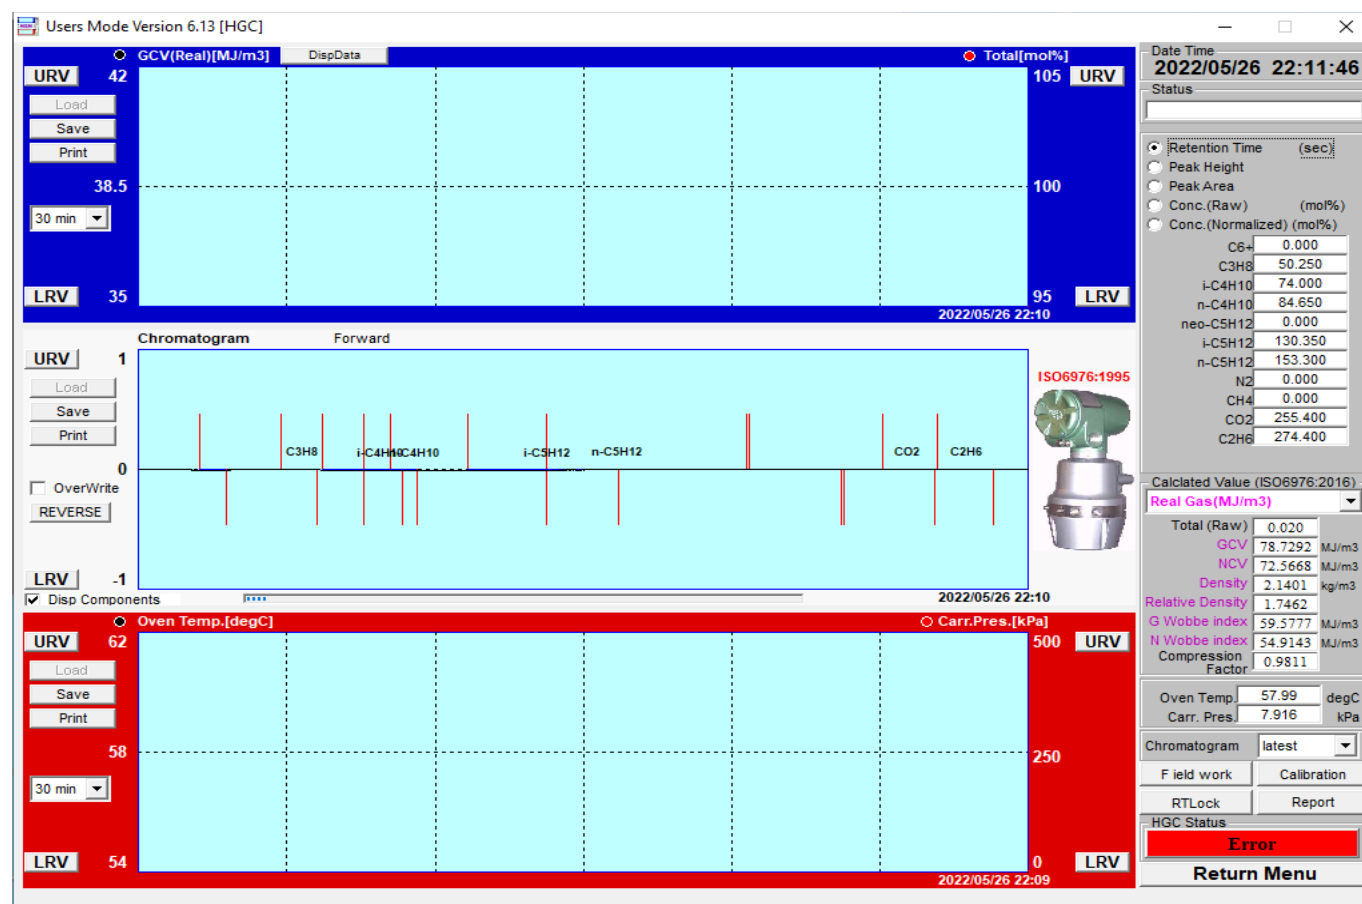 Users Mode Version 6.13 [HGC]
GCV(Real)[MJ/m3]
DispData
Total[mol%]
URV
42
105
URV
Load
Save
Print
38.5
100
30 min
LRV
35
95
LRV
2022/05/26 22:10
Chromatogram
Forward
URV
1
Load
Save
Print
ISO6976:1995
C3H8
i-C4H10
n-C4H10
i-C5H12
n-C5H12
CO2
C2H6
0
OverWrite
REVERSE
LRV
-1
Disp Components
2022/05/26 22:10
Oven Temp.[degC]
Carr.Pres.[kPa]
URV
62
500
URV
Load
Save
Print
58
250
30 min
LRV
54
0
LRV
2022/05/26 22:09
Date Time
2022/05/26 22:11:46
Status
Retention Time (sec)
Peak Height
Peak Area
Conc.(Raw) (mol%)
Conc.(Normalized) (mol%)
C6+ 0.000
C3H8 50.250
i-C4H10 74.000
n-C4H10 84.650
neo-C5H12 0.000
i-C5H12 130.350
n-C5H12 153.300
N2 0.000
CH4 0.000
CO2 255.400
C2H6 274.400
Calclated Value (ISO6976:2016)
Real Gas(MJ/m3)
Total (Raw) 0.020
GCV 78.7292 MJ/m3
NCV 72.5668 MJ/m3
Density 2.1401 kg/m3
Relative Density 1.7462
G Wobbe index 59.5777 MJ/m3
N Wobbe index 54.9143 MJ/m3
Compression
Factor 0.9811
Oven Temp. 57.99 degC
Carr. Pres. 7.916 kPa
Chromatogram latest
Field work
Calibration
RTLock
Report
HGC Status
Error
Return Menu